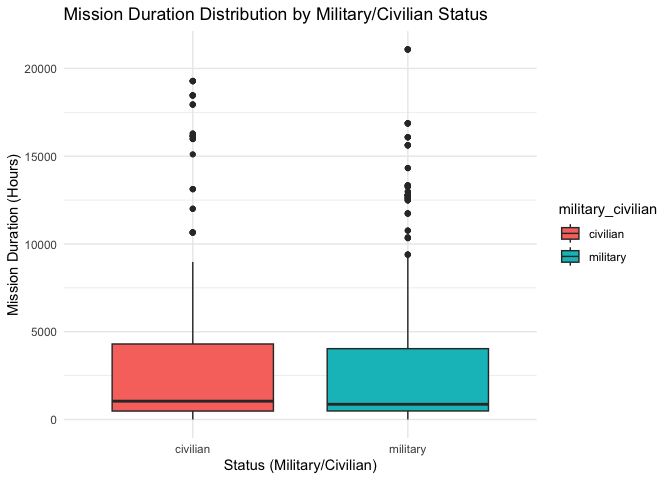 Mission Duration Distribution by Military/Civilian Status
Mission Duration (Hours)
20000
15000
10000
5000
0
civilian
military
Status (Military/Civilian)
military_civilian
civilian
military